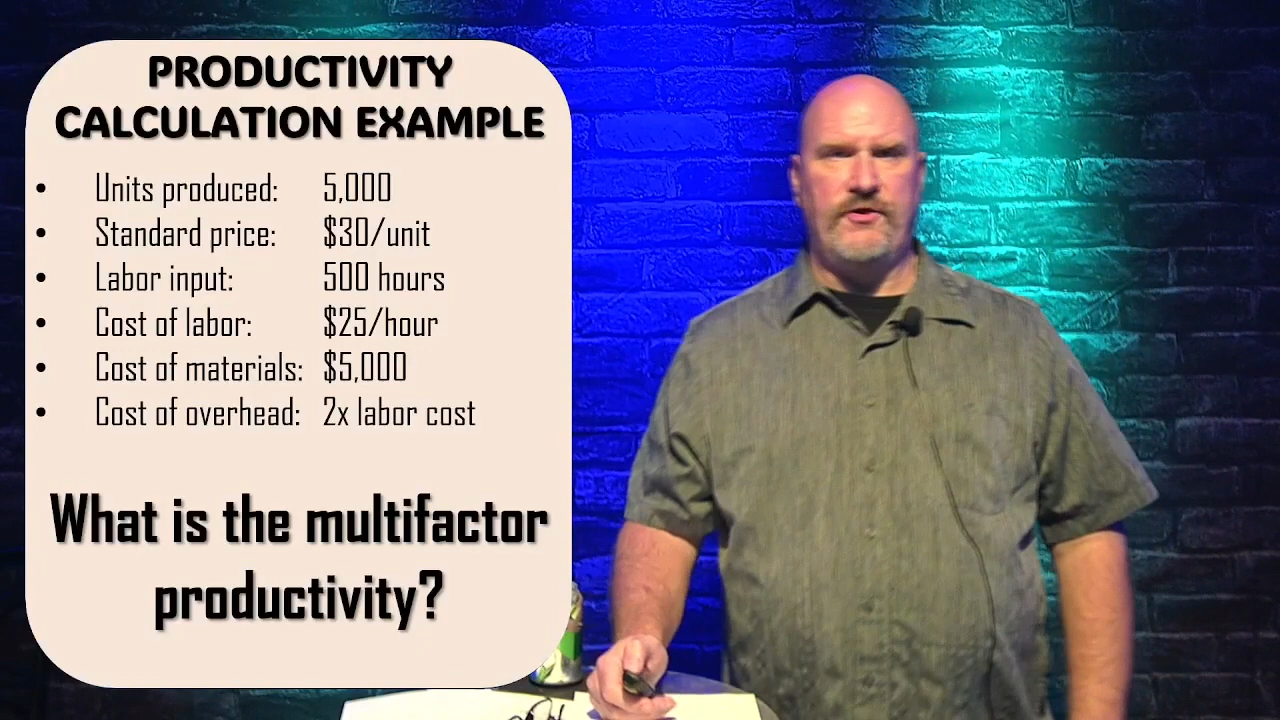 PRODUCTIVITY
CALCULATION EXAMPLE
• Units produced: 5,000
• Standard price: $30/unit
• Labor input: 500 hours
• Cost of labor: $25/hour
• Cost of materials: $5,000
• Cost of overhead: 2x labor cost
What is the multifactor
productivity?